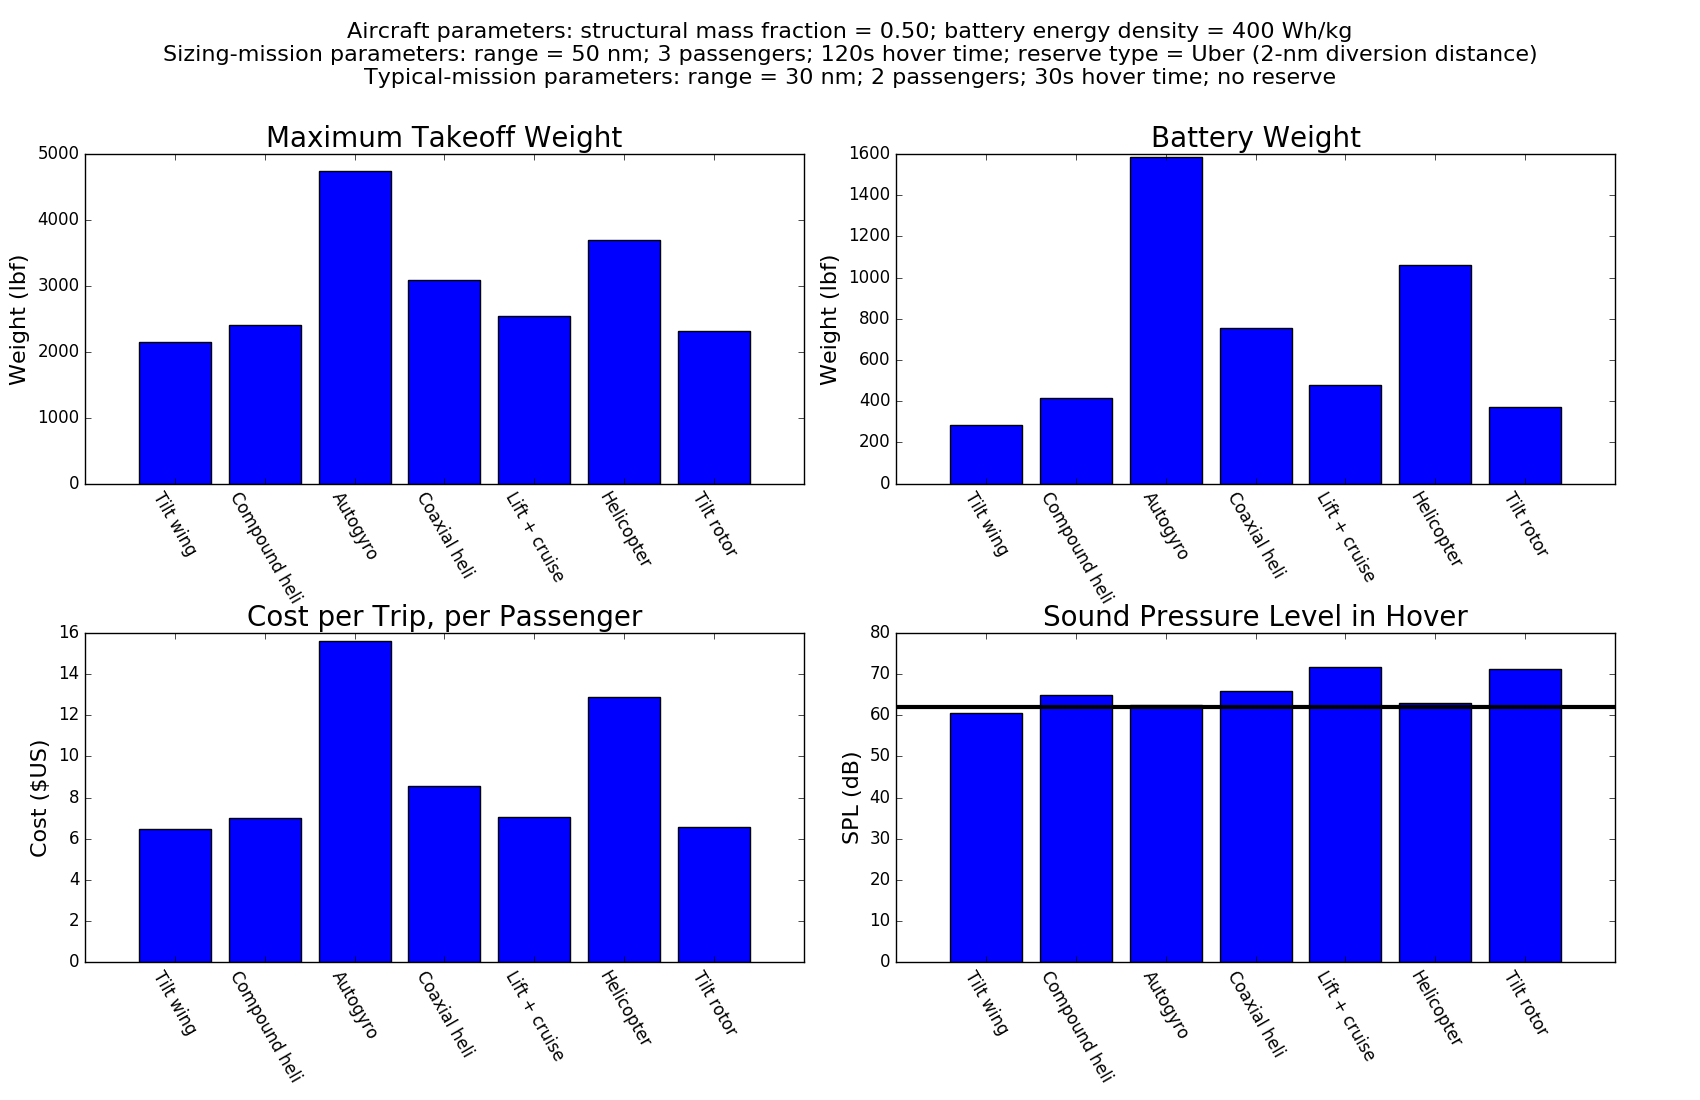 Aircraft parameters: structural mass fraction = 0.50; battery energy density = 400 Wh/kg
Sizing-mission parameters: range = 50 nm; 3 passengers; 120s hover time; reserve type = Uber (2-nm diversion distance)
Typical-mission parameters: range = 30 nm; 2 passengers; 30s hover time; no reserve
Maximum Takeoff Weight
Weight (lbf)
5000
4000
3000
2000
1000
0
Tilt wing
Compound heli
Autogyro
Coaxial heli
Lift + cruise
Helicopter
Tilt rotor
Battery Weight
Weight (lbf)
1600
1400
1200
1000
800
600
400
200
0
Tilt wing
Compound heli
Autogyro
Coaxial heli
Lift + cruise
Helicopter
Tilt rotor
Cost per Trip, per Passenger
Cost ($US)
16
14
12
10
8
6
4
2
0
Tilt wing
Compound heli
Autogyro
Coaxial heli
Lift + cruise
Helicopter
Tilt rotor
Sound Pressure Level in Hover
SPL (dB)
80
70
60
50
40
30
20
10
0
Tilt wing
Compound heli
Autogyro
Coaxial heli
Lift + cruise
Helicopter
Tilt rotor